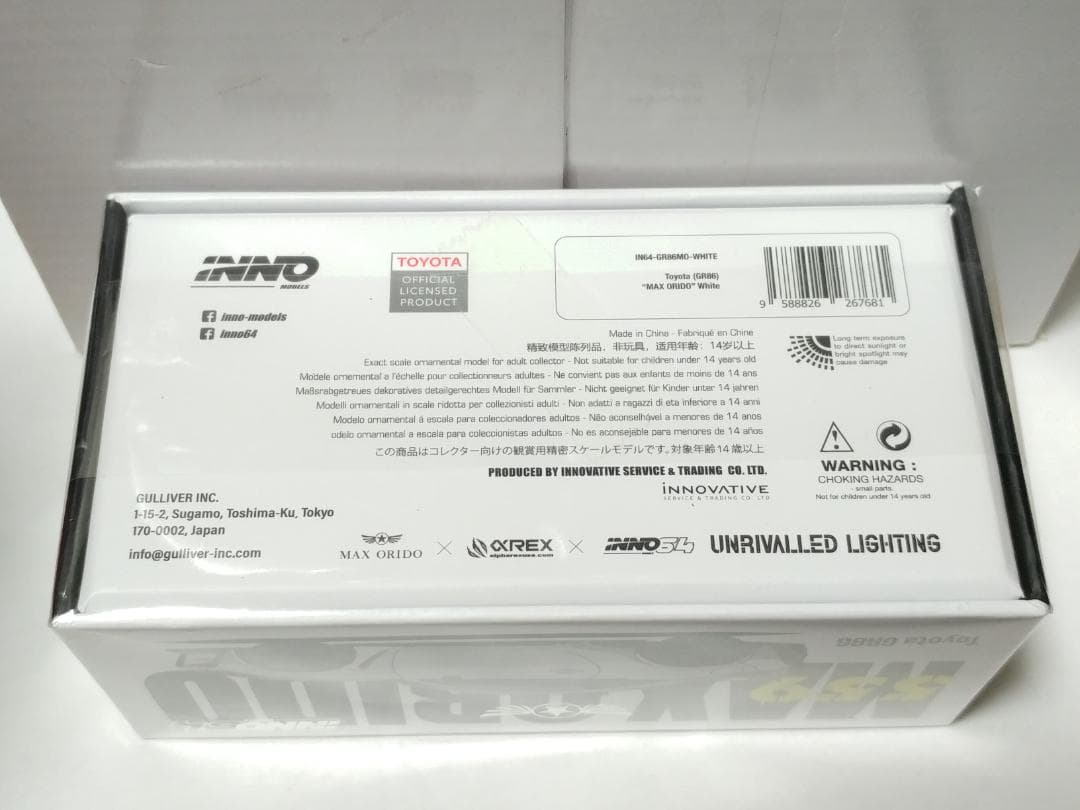 INNO
MODELS
inno-models
inno64
TOYOTA
OFFICIAL
LICENSED
PRODUCT
IN64-GR86MO-WHITE
Toyota (GR86)
"MAX ORIDO" White
9 588826 267681
Made in China - Fabriqué en Chine
精致模型陈列品，非玩具，适用年龄：14岁以上
Exact scale ornamental model for adult collector - Not suitable for children under 14 years old
Modèle ornemental a l'échelle pour collectionneurs adultes - Ne convient pas aux enfants de moins de 14 ans
Maßsrabgetreues dekoratives detailgerechtes Modell für Sammler - Nicht geeignet für Kinder unter 14 jahren
Modelli ornamentali in scale ridotta per collezionisti adulti - Non adatti a ragazzi di eta inferiore a 14 anni
Modelo ornamental á escala para coleccionadores adultos - Não aconselhável a menores de 14 anos
odelo ornamental a escala para coleccionistas adultos - No es aconsejable para menores de 14 años
この商品はコレクター向けの観賞用精密スケールモデルです。対象年齢14歳以上
PRODUCED BY INNOVATIVE SERVICE & TRADING CO. LTD.
INNOVATIVE
SERVICE & TRADING CO. LTD
Long term exposure
to direct sunlight or
bright spotlight may
cause damage
WARNING :
CHOKING HAZARDS
- small parts.
Not for children under 14 years old
GULLIVER INC.
1-15-2, Sugamo, Toshima-Ku, Tokyo
170-0002, Japan
info@gulliver-inc.com
MAX ORIDO × αXREX × INNO64 UNRIVALLED LIGHTING
alpharexusa.com
Toyota GR86
MAX ORIDO
INNO64